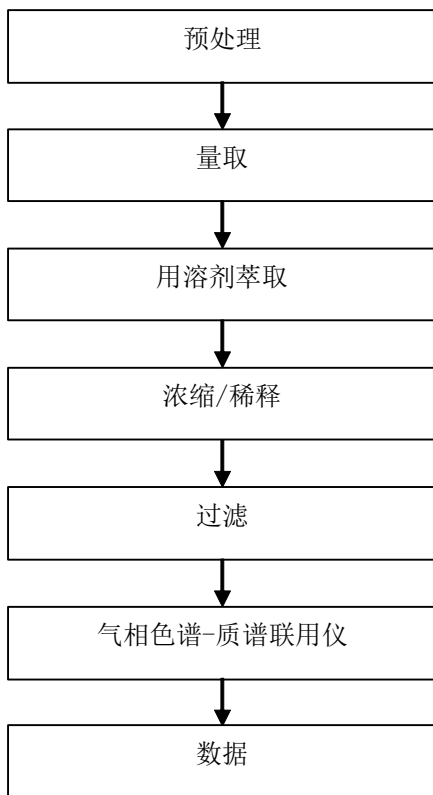 预处理
量取
用溶剂萃取
浓缩/稀释
过滤
气相色谱-质谱联用仪
数据